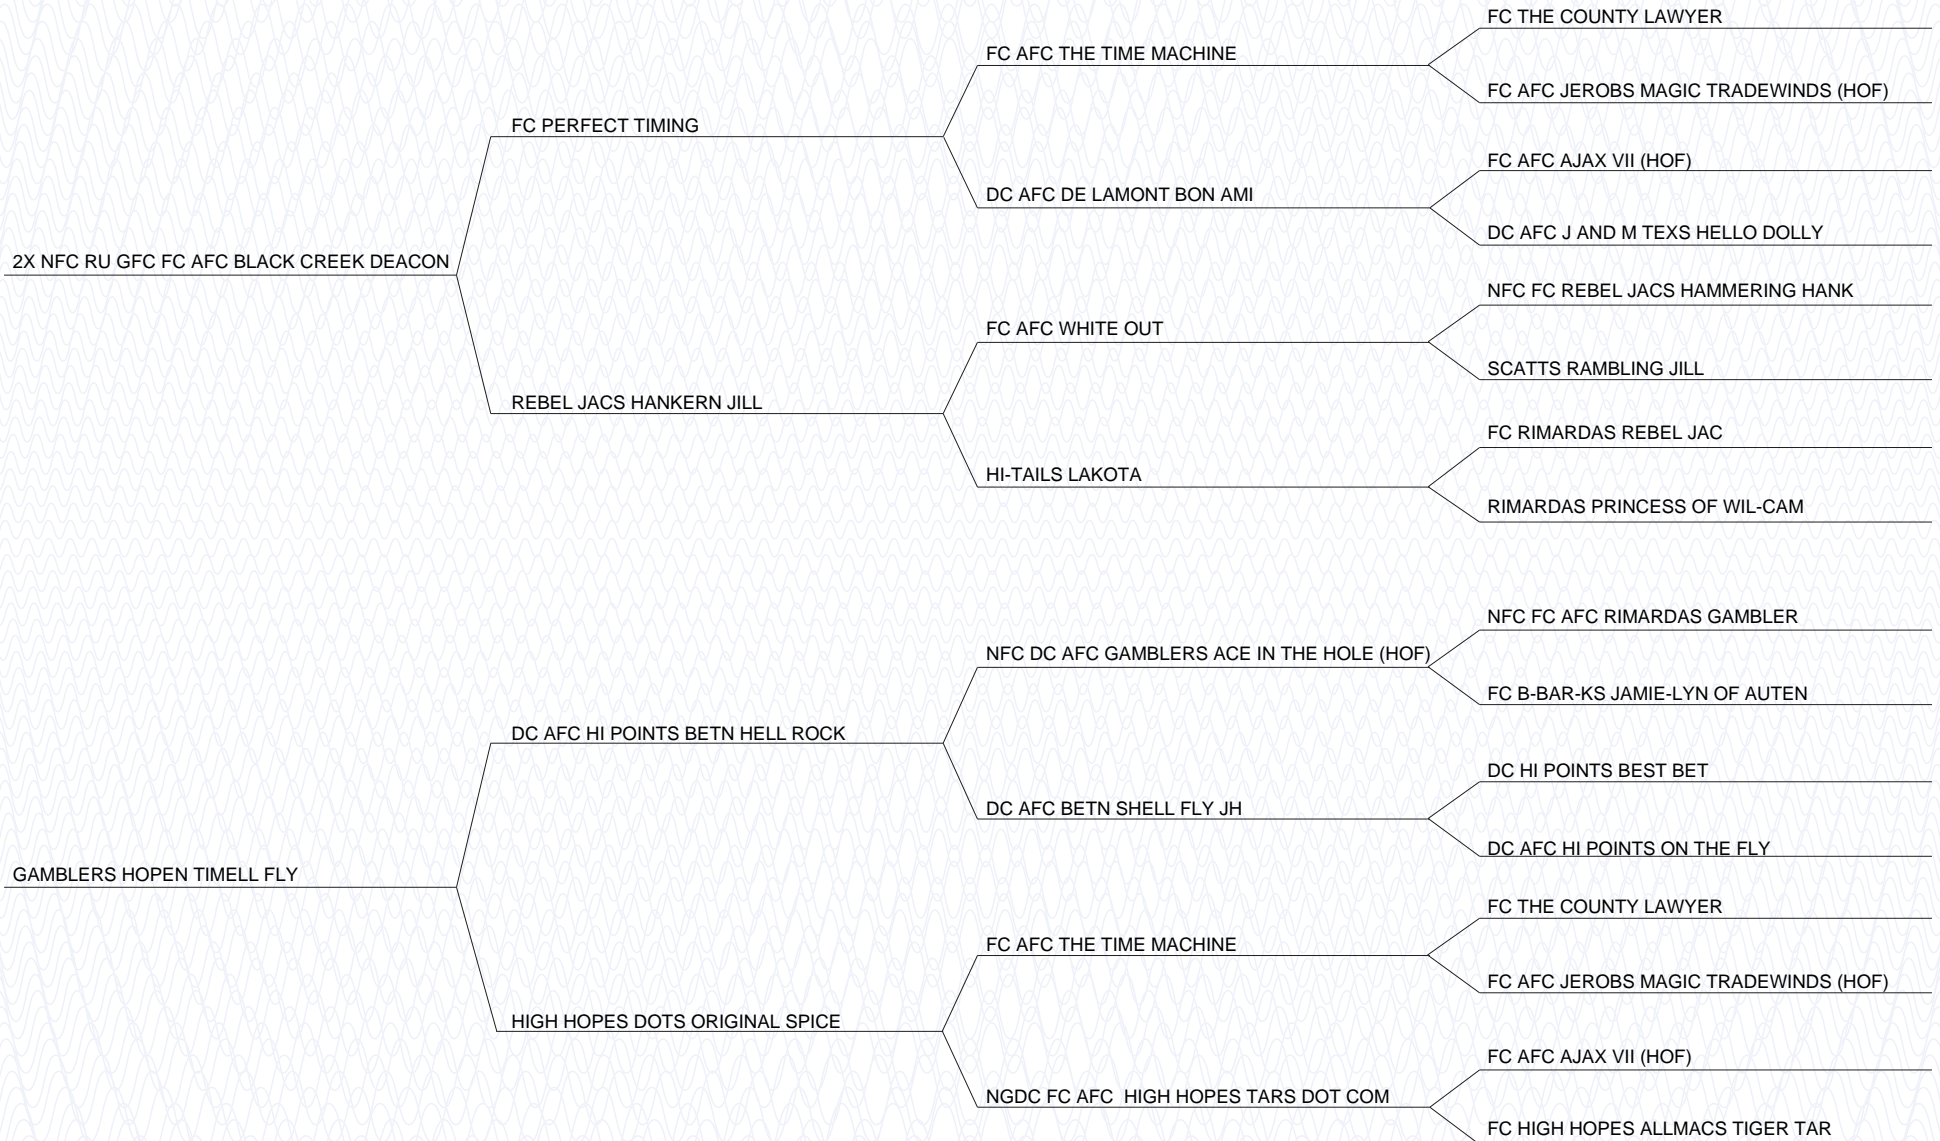 FC THE COUNTY LAWYER
FC AFC THE TIME MACHINE
FC AFC JEROBS MAGIC TRADEWINDS (HOF)
FC PERFECT TIMING
FC AFC AJAX VII (HOF)
DC AFC DE LAMONT BON AMI
DC AFC J AND M TEXS HELLO DOLLY
2X NFC RU GFC FC AFC BLACK CREEK DEACON
NFC FC REBEL JACS HAMMERING HANK
FC AFC WHITE OUT
SCATTS RAMBLING JILL
REBEL JACS HANKERN JILL
FC RIMARDAS REBEL JAC
HI-TAILS LAKOTA
RIMARDAS PRINCESS OF WIL-CAM
NFC FC AFC RIMARDAS GAMBLER
NFC DC AFC GAMBLERS ACE IN THE HOLE (HOF)
FC B-BAR-KS JAMIE-LYN OF AUTEN
DC AFC HI POINTS BETN HELL ROCK
DC HI POINTS BEST BET
DC AFC BETN SHELL FLY JH
DC AFC HI POINTS ON THE FLY
GAMBLERS HOPEN TIMELL FLY
FC THE COUNTY LAWYER
FC AFC THE TIME MACHINE
FC AFC JEROBS MAGIC TRADEWINDS (HOF)
HIGH HOPES DOTS ORIGINAL SPICE
FC AFC AJAX VII (HOF)
NGDC FC AFC  HIGH HOPES TARS DOT COM
FC HIGH HOPES ALLMACS TIGER TAR